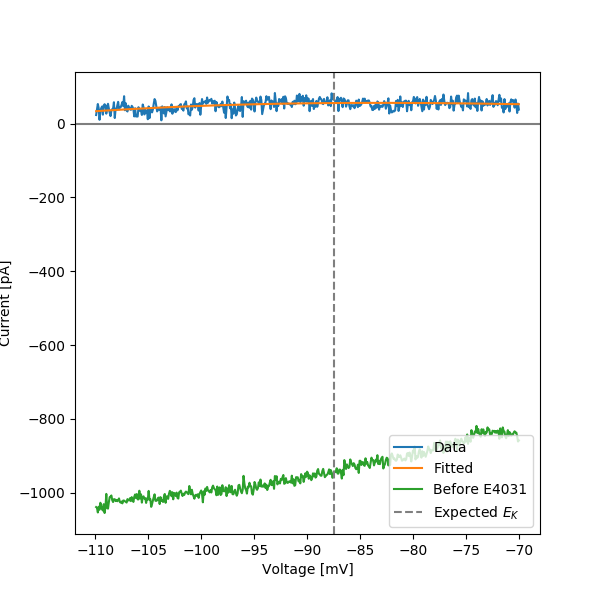 0
−200
−400
−600
−800
−1000
Current [pA]
−110
−105
−100
−95
−90
−85
−80
−75
−70
Voltage [mV]
Data
Fitted
Before E4031
Expected E_K